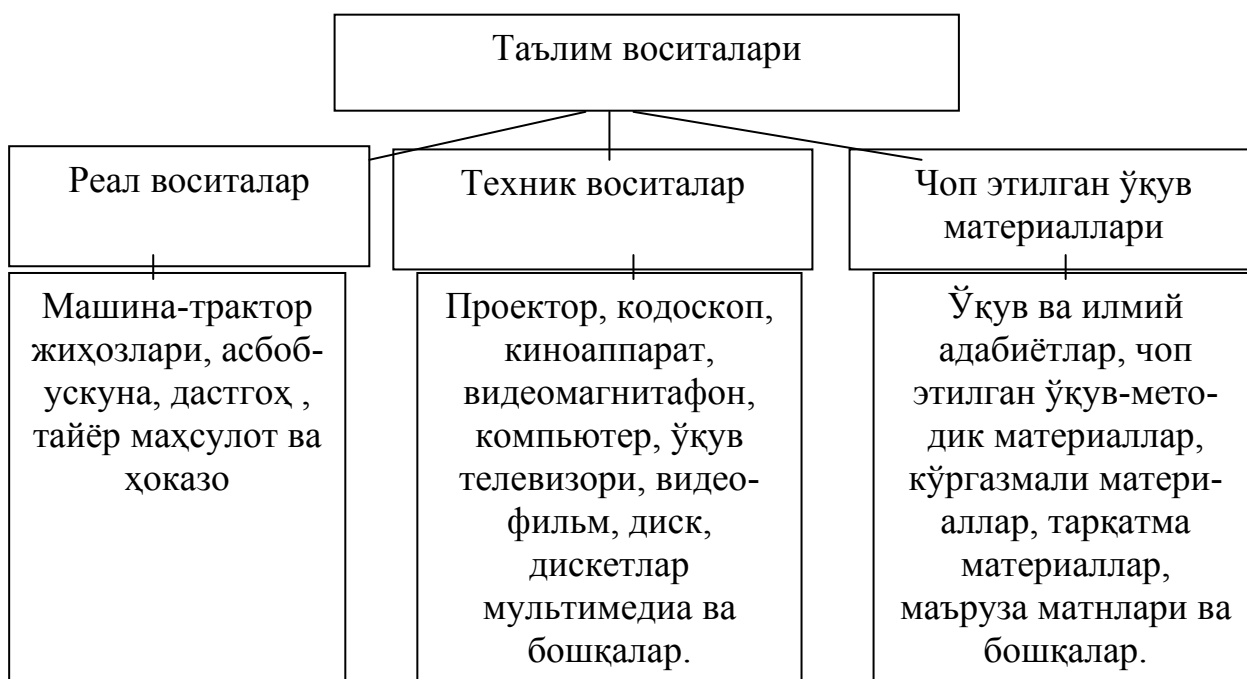 Таълим воситалари
Реал воситалар
Техник воситалар
Чоп этилган ўқув
материаллари
Машина-трактор
жиҳозлари, асбоб-
ускуна, дастгоҳ ,
тайёр маҳсулот ва
ҳоказо
Проектор, кодоскоп,
киноаппарат,
видеомагнитафон,
компьютер, ўқув
телевизори, видео-
фильм, диск,
дискетлар
мультимедиа ва
бошқалар.
Ўқув ва илмий
адабиётлар, чоп
этилган ўқув-мето-
дик материаллар,
кўргазмали матери-
аллар, тарқатма
материаллар,
маъруза матнлари ва
бошқалар.